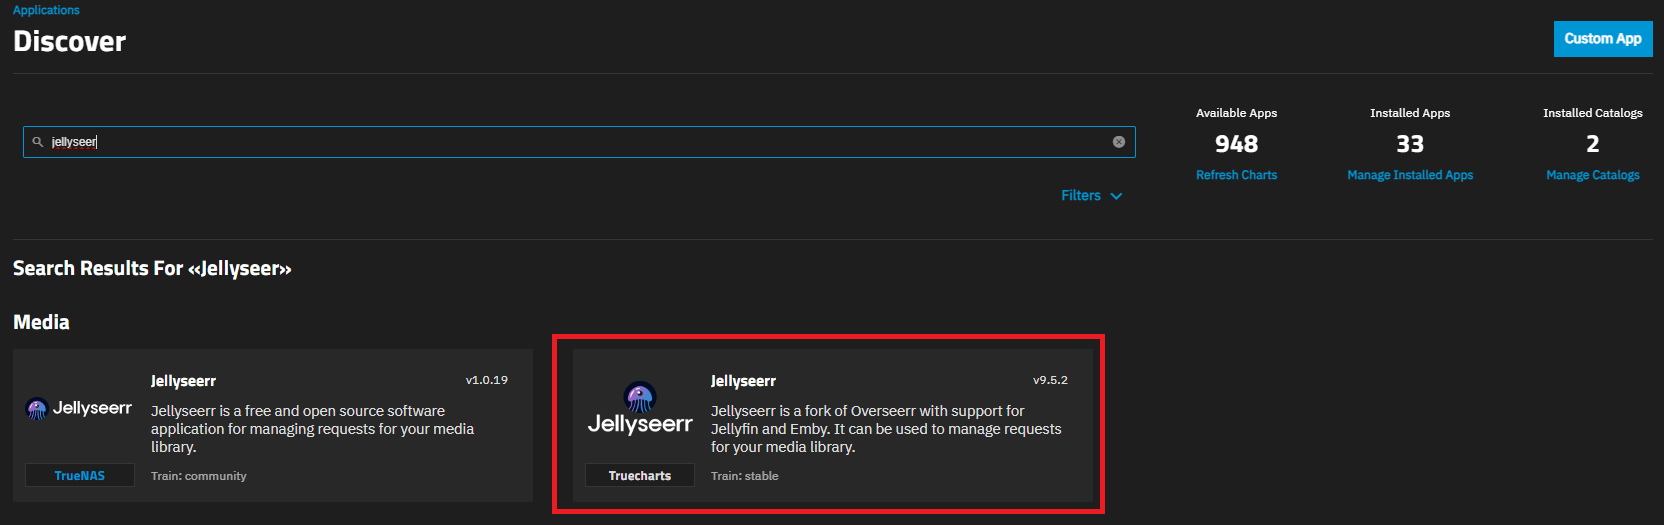 Applications
Discover
Custom App
jellyseer
Available Apps
948
Refresh Charts
Installed Apps
33
Manage Installed Apps
Installed Catalogs
2
Manage Catalogs
Filters
Search Results For «Jellyseer»
Media
Jellyseerr
Jellyseerr
v1.0.19
Jellyseerr is a free and open source software
application for managing requests for your media
library.
TrueNAS
Train: community
Jellyseerr
Jellyseerr
v9.5.2
Jellyseerr is a fork of Overseerr with support for
Jellyfin and Emby. It can be used to manage requests
for your media library.
Truecharts
Train: stable